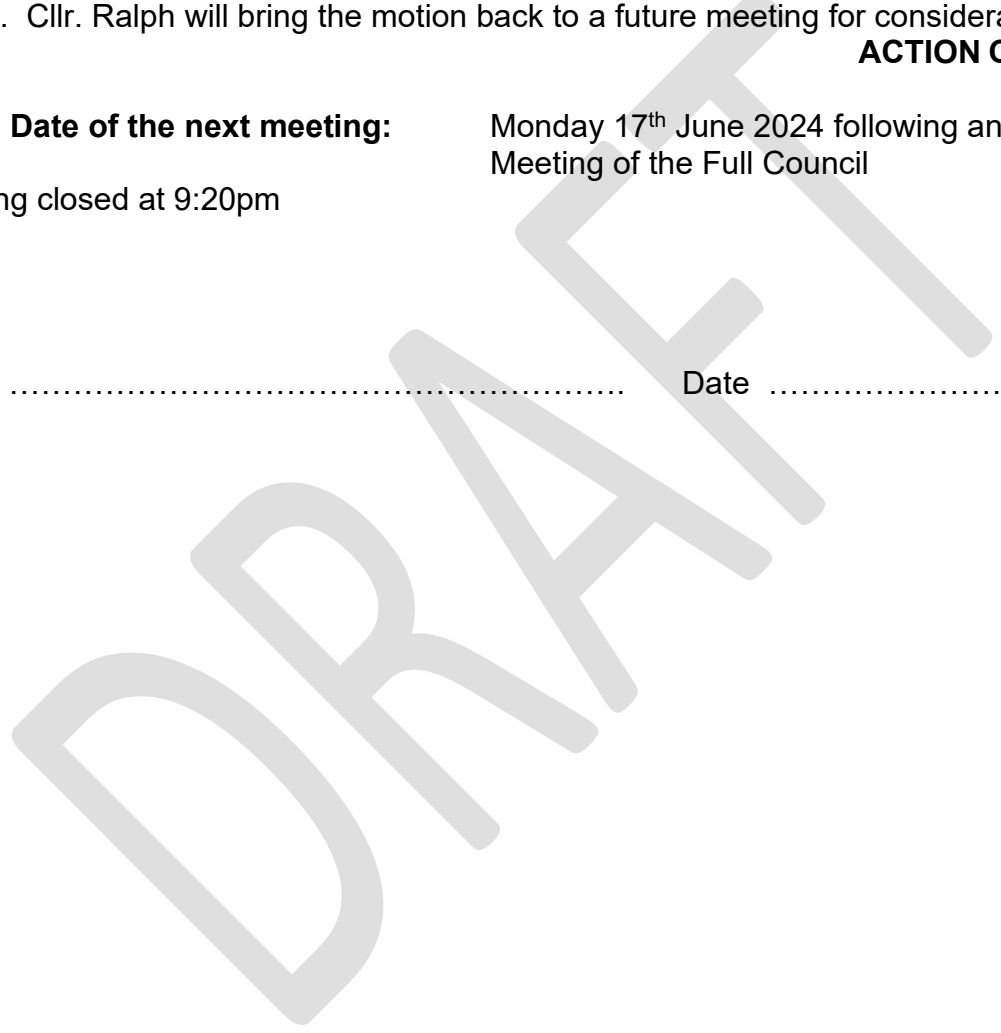 . Cllr. Ralph will bring the motion back to a future meeting for considera
ACTION C
Date of the next meeting: Monday 17th June 2024 following an
Meeting of the Full Council
ng closed at 9:20pm
………………………………………………………. Date …………………..
DRAFT